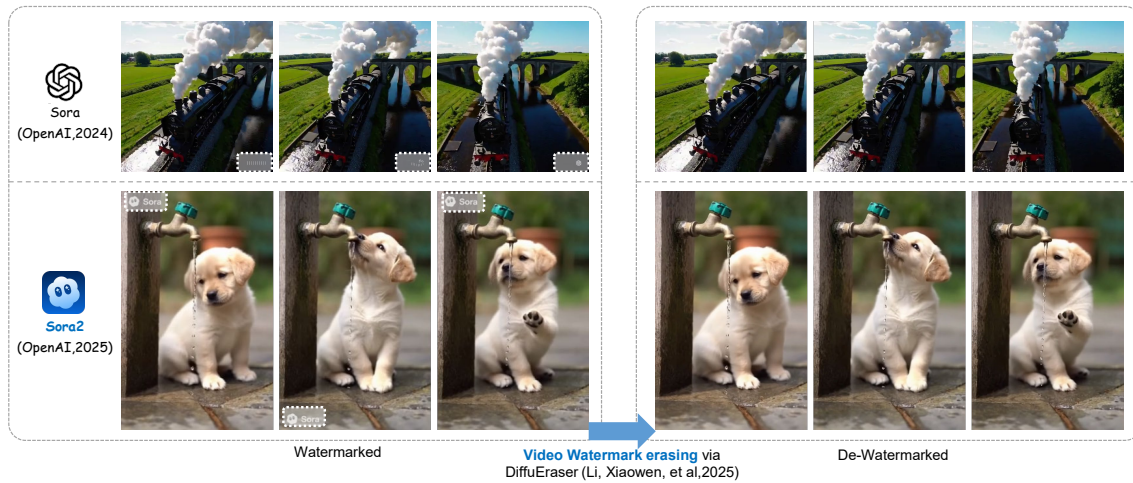 Sora
(OpenAI,2024)
Sora
Sora
Sora2
(OpenAI,2025)
Sora
Watermarked
Video Watermark erasing via
DiffuEraser (Li, Xiaowen, et al,2025)
De-Watermarked